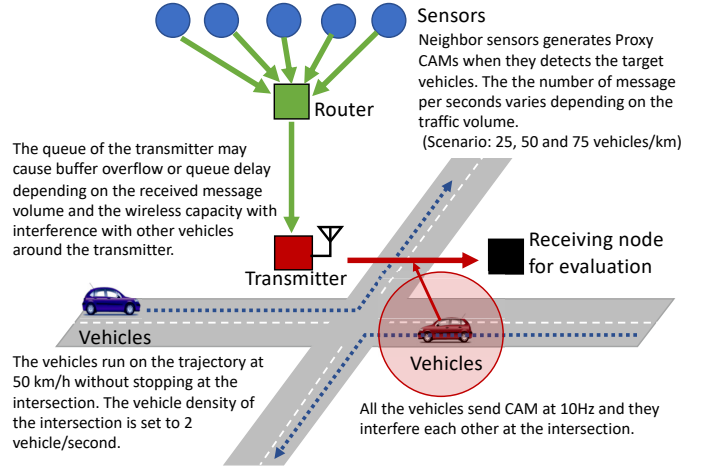 Sensors
Neighbor sensors generates Proxy
CAMs when they detects the target
vehicles. The the number of message
per seconds varies depending on the
traffic volume.
(Scenario: 25, 50 and 75 vehicles/km)
Router
The queue of the transmitter may
cause buffer overflow or queue delay
depending on the received message
volume and the wireless capacity with
interference with other vehicles
around the transmitter.
Transmitter
Receiving node
for evaluation
Vehicles
Vehicles
The vehicles run on the trajectory at
50 km/h without stopping at the
intersection. The vehicle density of
the intersection is set to 2
vehicle/second.
All the vehicles send CAM at 10Hz and they
interfere each other at the intersection.